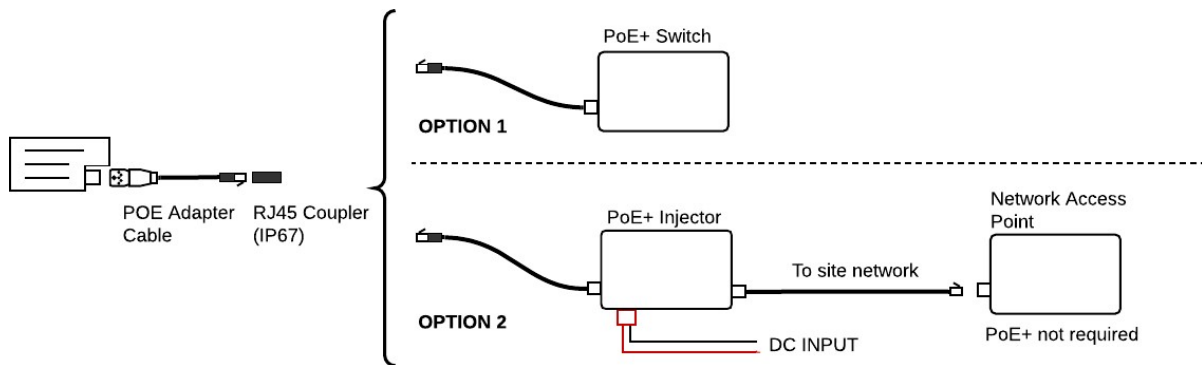 POE Adapter
Cable
RJ45 Coupler
(IP67)
PoE+ Switch
OPTION 1
PoE+ Injector
OPTION 2
DC INPUT
To site network
Network Access
Point
PoE+ not required